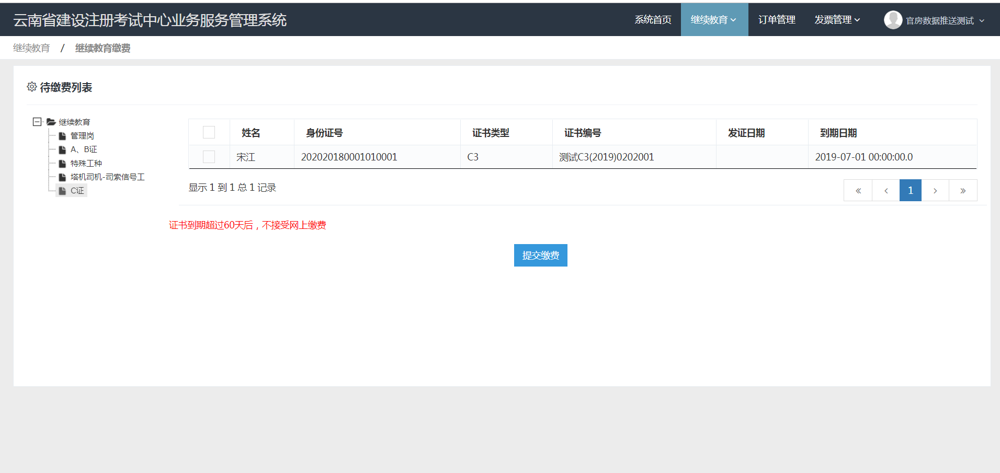 云南省建设注册考试中心业务服务管理系统
系统首页 继续教育 订单管理 发票管理 官房数据推送测试
继续教育 / 继续教育缴费
待缴费列表
继续教育
管理岗
A、B证
特殊工种
塔机司机-司索信号工
C证
姓名 身份证号 证书类型 证书编号 发证日期 到期日期
宋江 202020180001010001 C3 测试C3(2019)0202001 2019-07-01 00:00:00.0
显示 1 到 1 总 1 记录
« ‹ 1 › »
证书到期超过60天后，不接受网上缴费
提交缴费